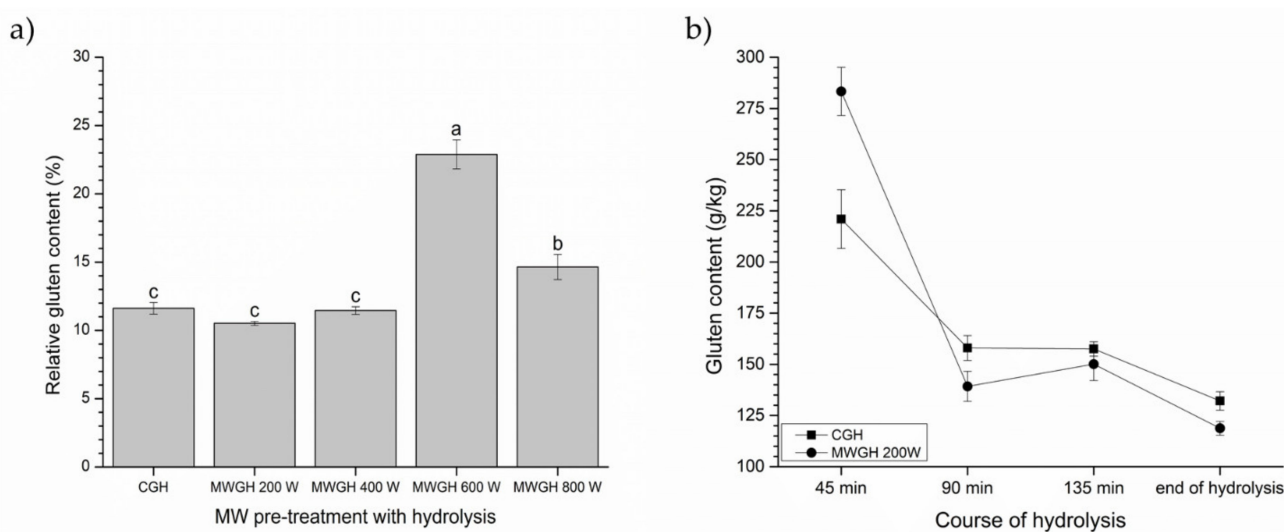 a)
Relative gluten content (%)
30
25
20
15
10
5
0
c
c
c
a
b
CGH
MWGH 200 W
MWGH 400 W
MWGH 600 W
MWGH 800 W
MW pre-treatment with hydrolysis
b)
Gluten content (g/kg)
300
275
250
225
200
175
150
125
100
CGH
MWGH 200W
45 min
90 min
135 min
end of hydrolysis
Course of hydrolysis